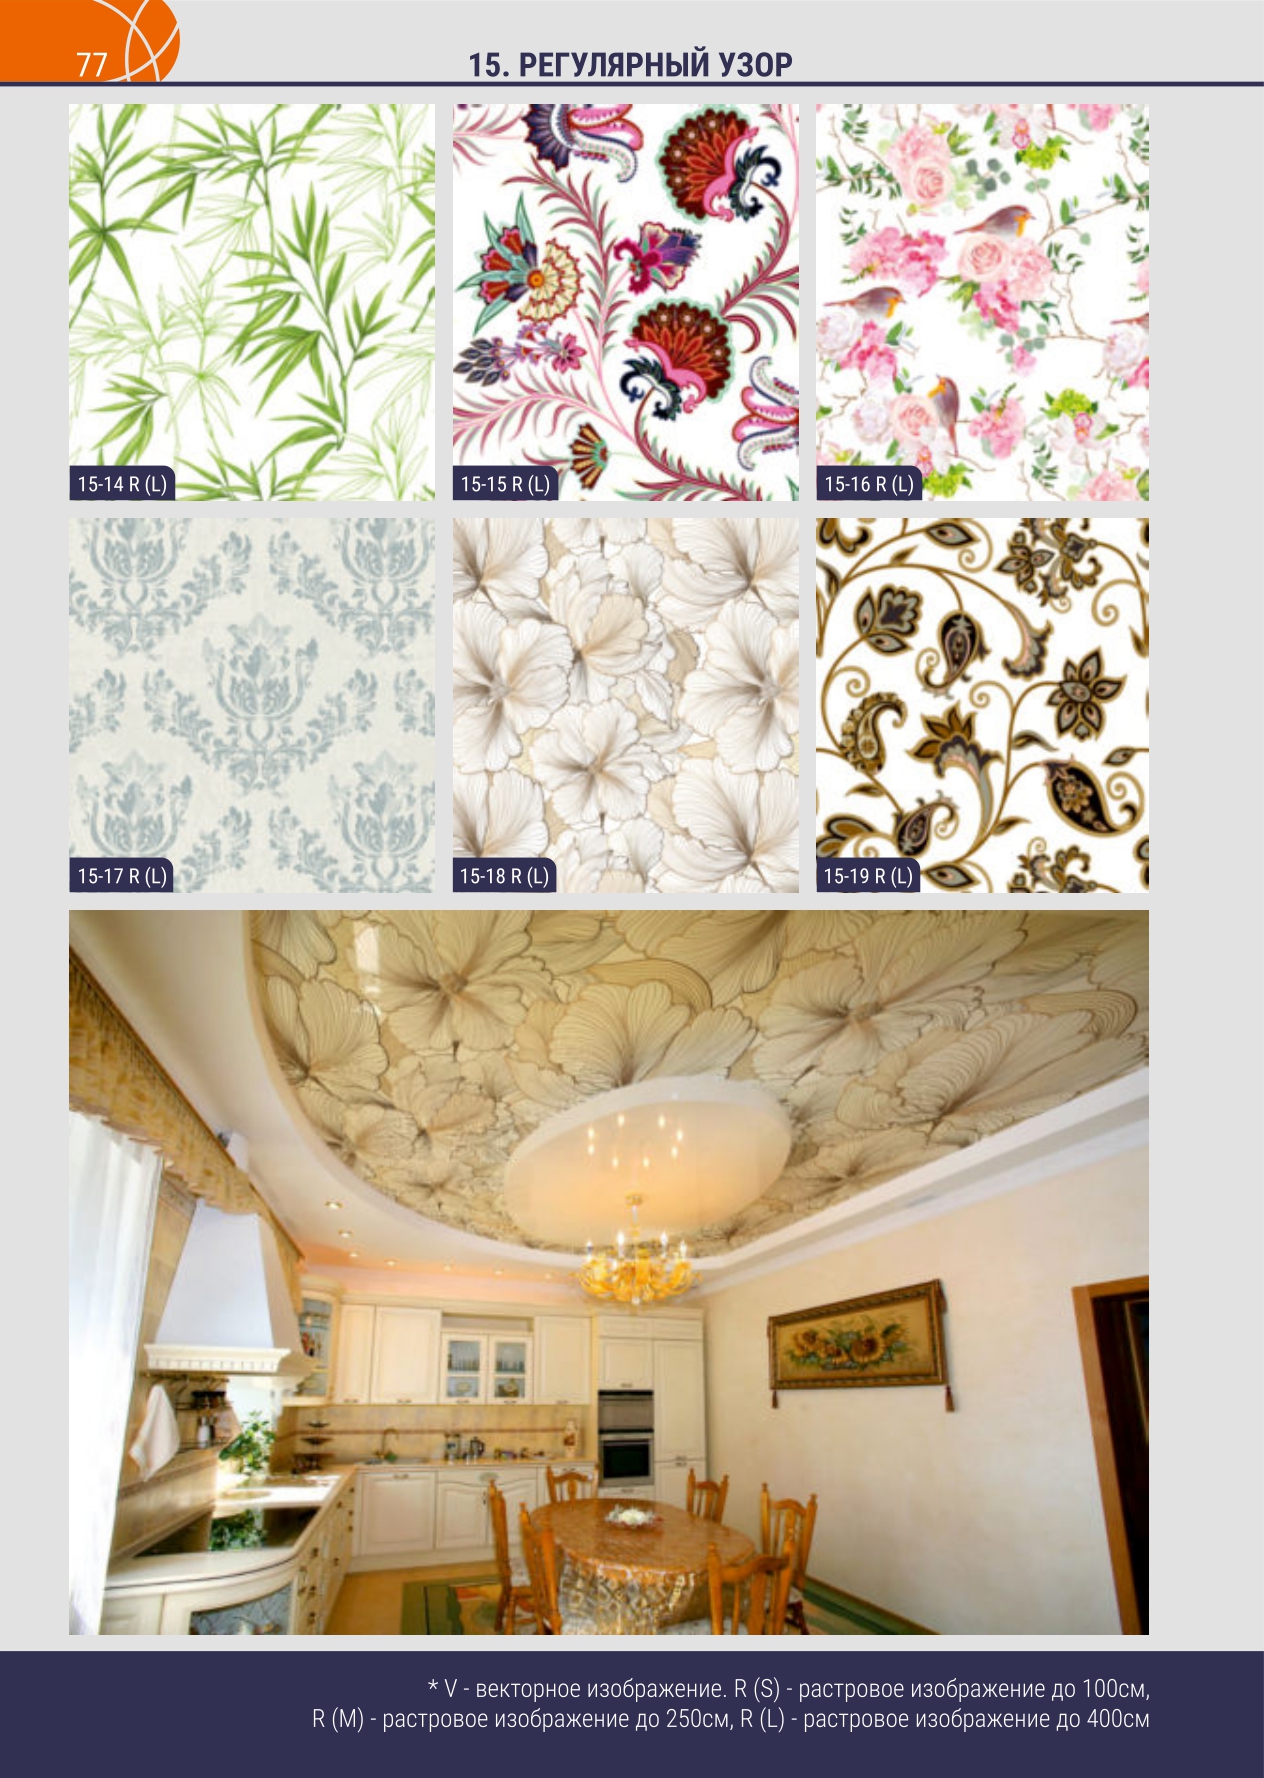 77
15. РЕГУЛЯРНЫЙ УЗОР
15-14 R (L)
15-15 R (L)
15-16 R (L)
15-17 R (L)
15-18 R (L)
15-19 R (L)
* V - векторное изображение. R (S) - растровое изображение до 100см,
R (M) - растровое изображение до 250см, R (L) - растровое изображение до 400см